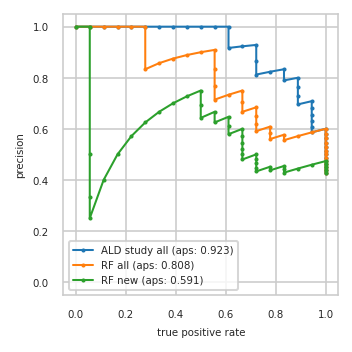 1.0
0.8
0.6
0.4
0.2
0.0
precision
ALD study all (aps: 0.923)
RF all (aps: 0.808)
RF new (aps: 0.591)
0.0 0.2 0.4 0.6 0.8 1.0
true positive rate